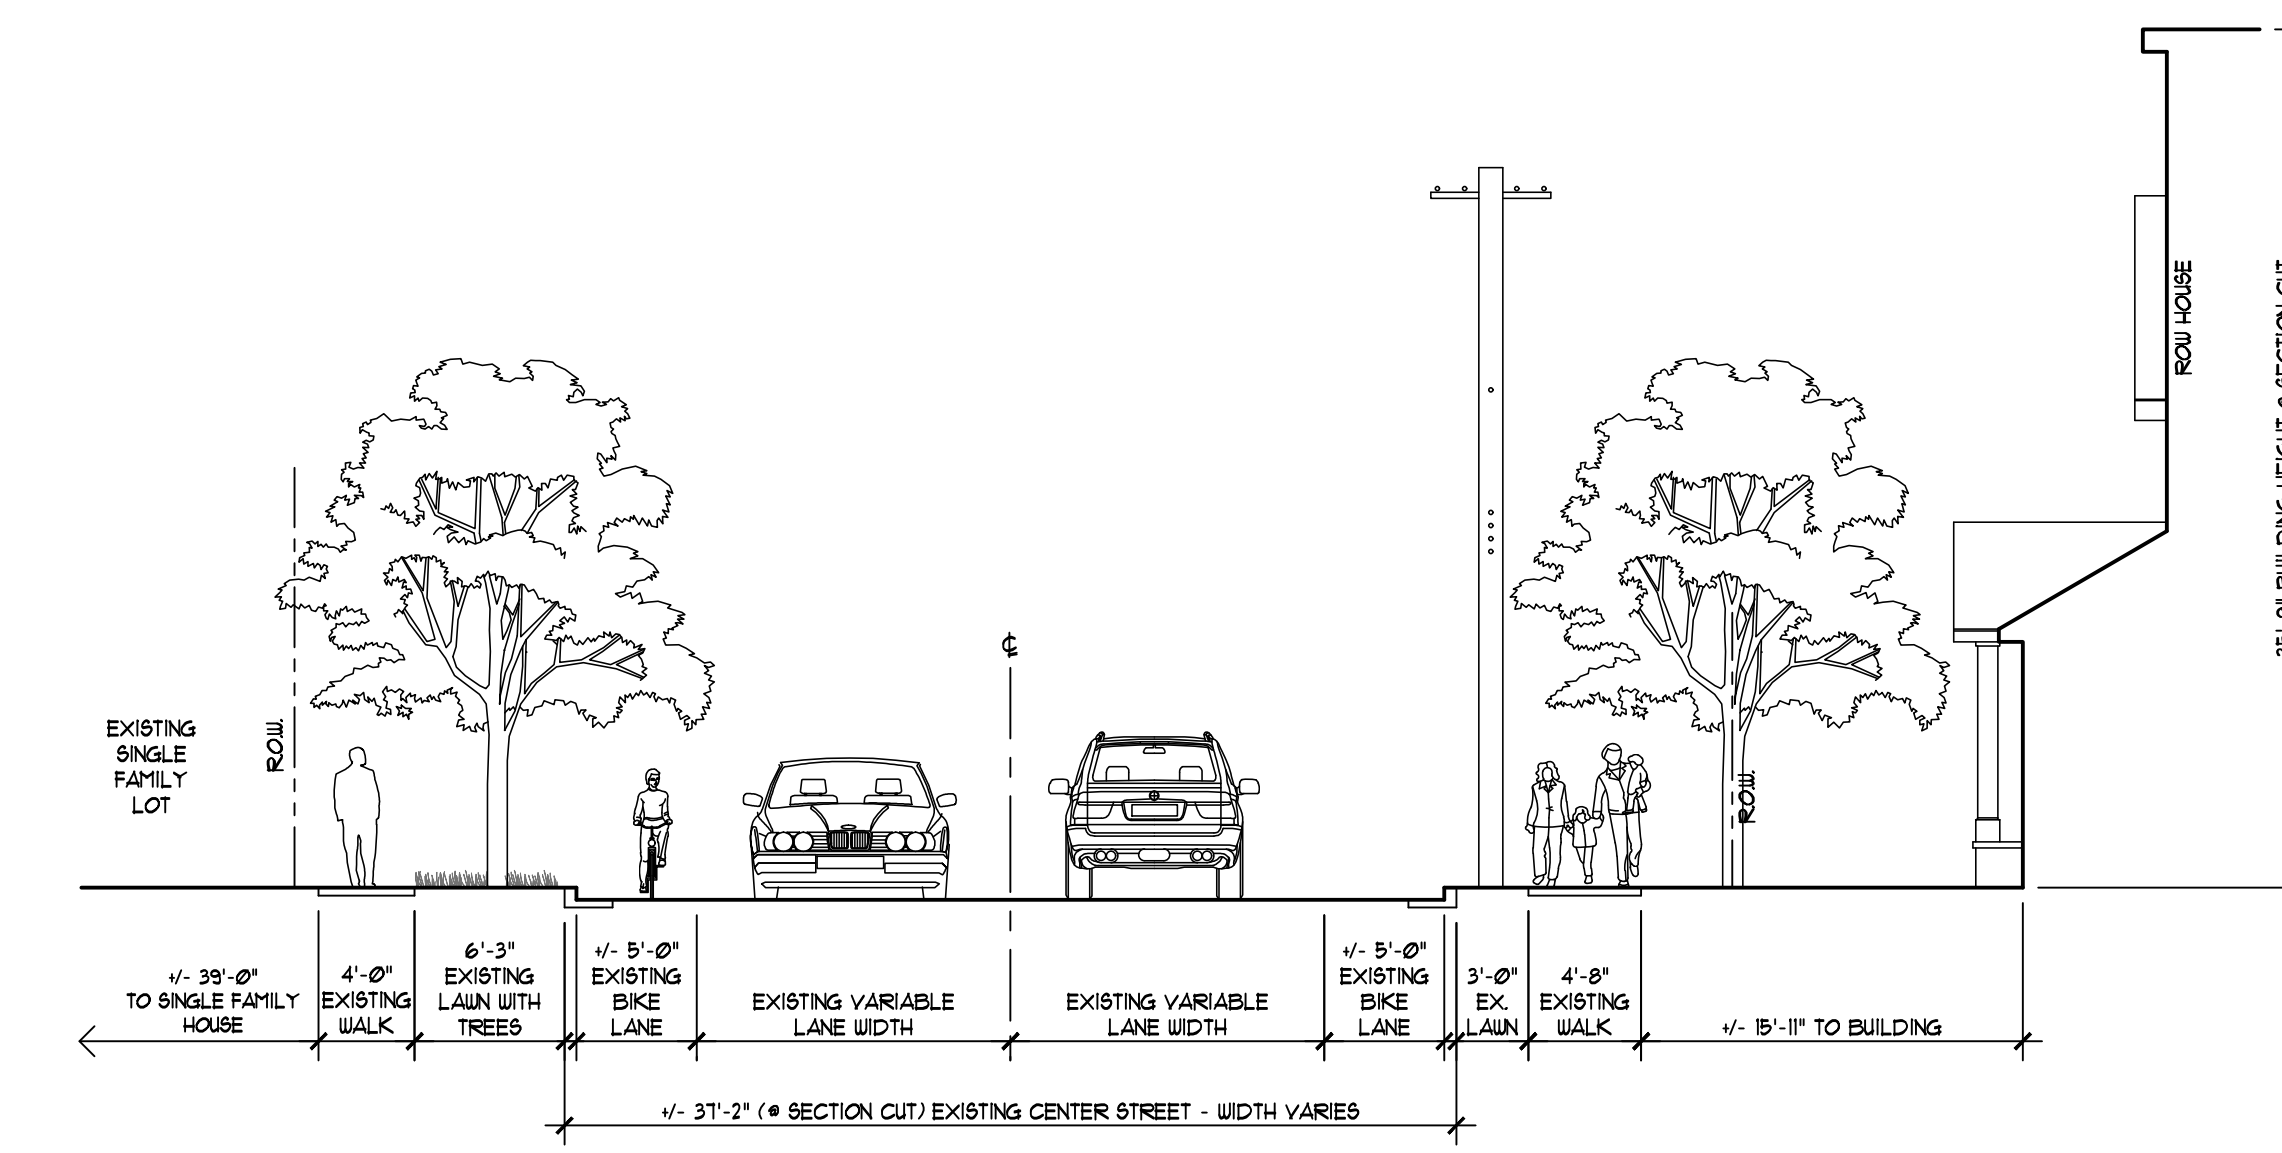 ROW HOUSE
℄
EXISTING
SINGLE
FAMILY
LOT
R.O.W.
R.O.W.
+/- 39'-0"
TO SINGLE FAMILY
HOUSE
4'-0"
EXISTING
WALK
6'-3"
EXISTING
LAWN WITH
TREES
+/- 5'-0"
EXISTING
BIKE
LANE
EXISTING VARIABLE
LANE WIDTH
EXISTING VARIABLE
LANE WIDTH
+/- 5'-0"
EXISTING
BIKE
LANE
3'-0"
EX.
LAWN
4'-8"
EXISTING
WALK
+/- 15'-11" TO BUILDING
+/- 37'-2" (@ SECTION CUT) EXISTING CENTER STREET - WIDTH VARIES